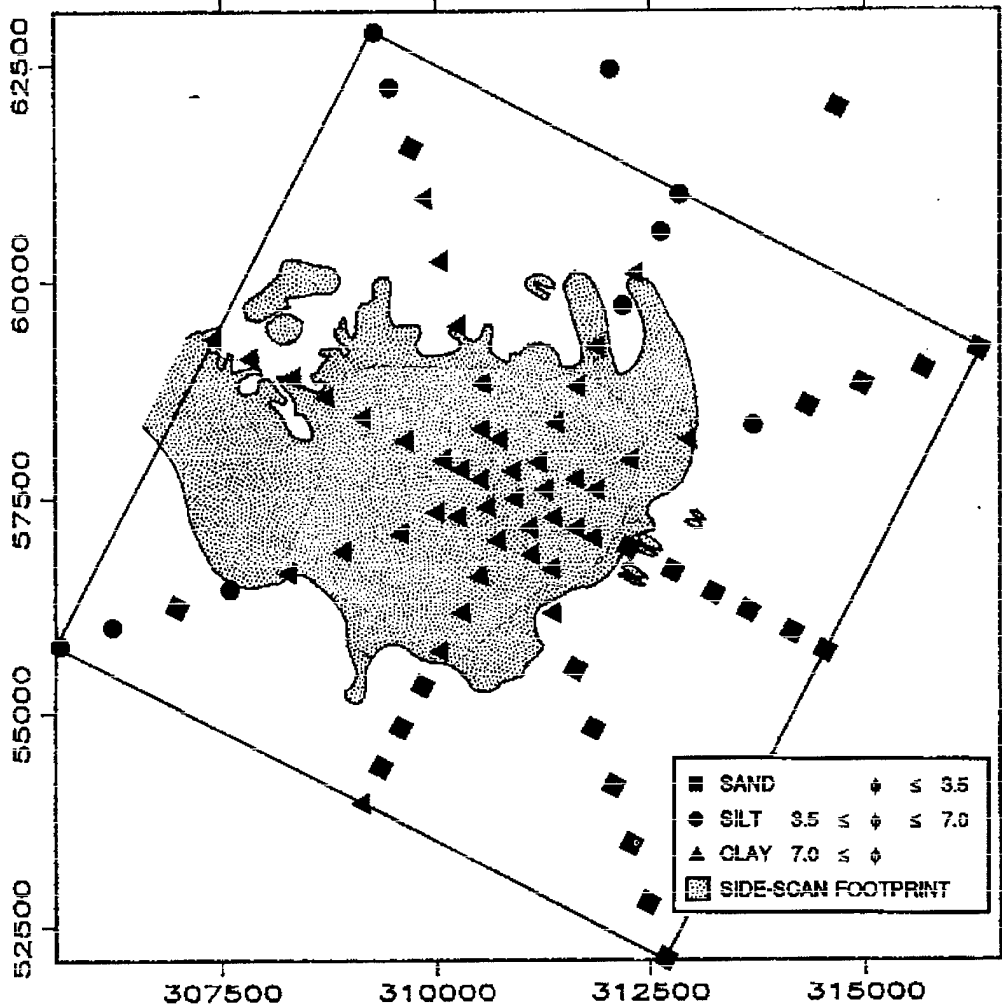 62500
60000
57500
55000
52500
SAND ϕ ≤ 3.5
SILT 3.5 ≤ ϕ ≤ 7.0
CLAY 7.0 ≤ ϕ
SIDE-SCAN FOOTPRINT
307500 310000 312500 315000